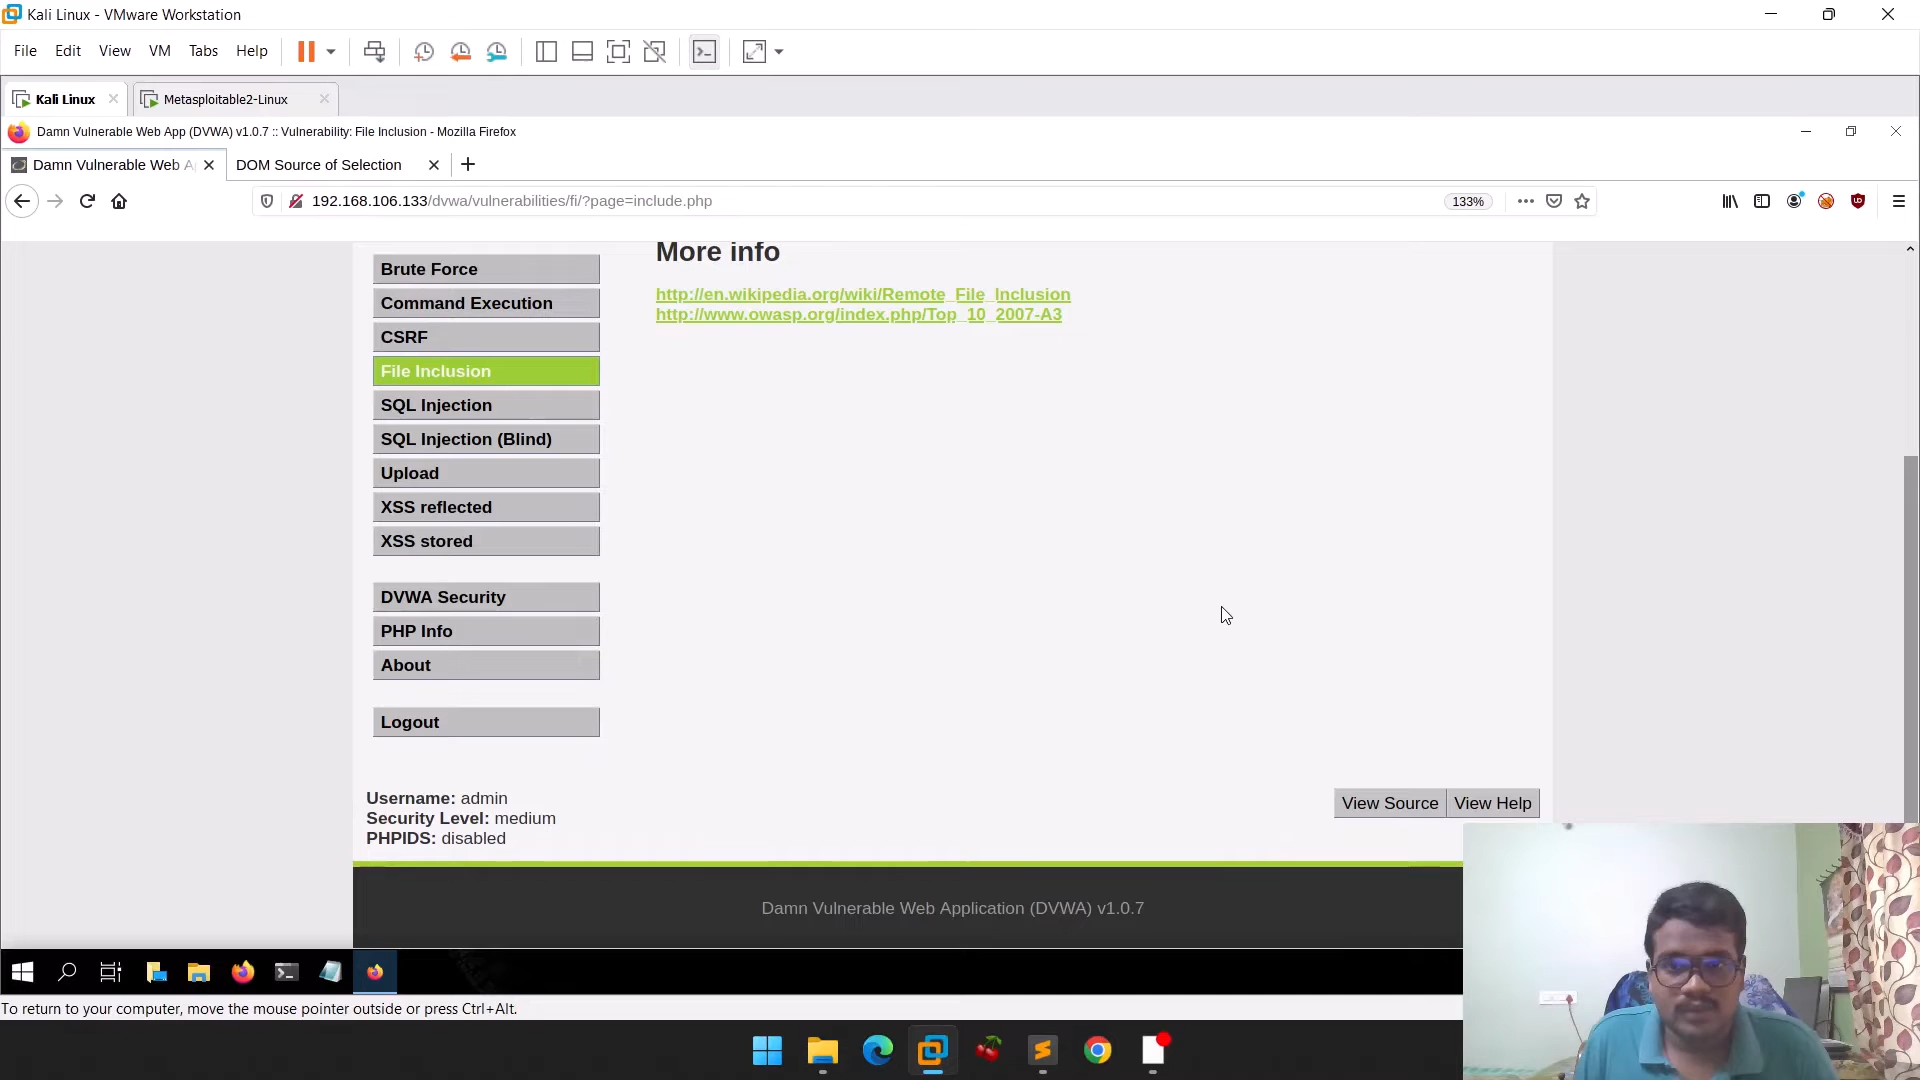 Kali Linux - VMware Workstation
File Edit View VM Tabs Help
Kali Linux
Metasploitable2-Linux
Damn Vulnerable Web App (DVWA) v1.0.7 :: Vulnerability: File Inclusion - Mozilla Firefox
Damn Vulnerable Web A
DOM Source of Selection
192.168.106.133/dvwa/vulnerabilities/fi/?page=include.php
133%
More info
http://en.wikipedia.org/wiki/Remote_File_Inclusion
http://www.owasp.org/index.php/Top_10_2007-A3
Brute Force
Command Execution
CSRF
File Inclusion
SQL Injection
SQL Injection (Blind)
Upload
XSS reflected
XSS stored
DVWA Security
PHP Info
About
Logout
Username: admin
Security Level: medium
PHPIDS: disabled
View Source
View Help
Damn Vulnerable Web Application (DVWA) v1.0.7
To return to your computer, move the mouse pointer outside or press Ctrl+Alt.